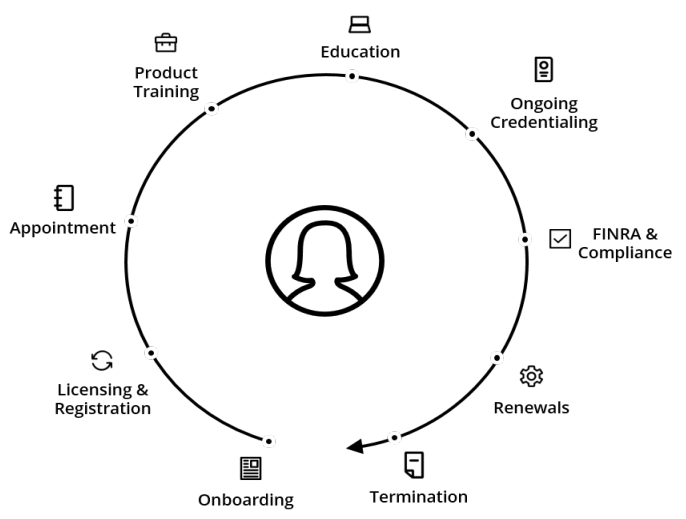 Education
Product
Training
Ongoing
Credentialing
Appointment
FINRA &
Compliance
Licensing &
Registration
Renewals
Onboarding
Termination